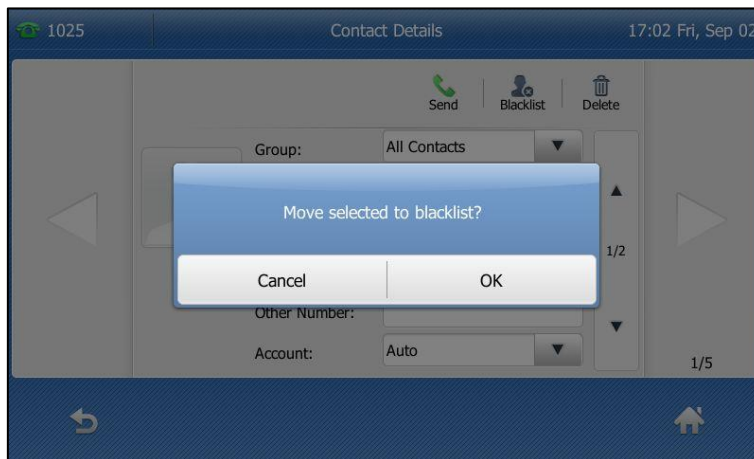 1025 Contact Details 17:02 Fri, Sep 02
Send Blacklist Delete
Group: All Contacts
Move selected to blacklist?
1/2
Cancel OK
Other Number:
Account: Auto
1/5